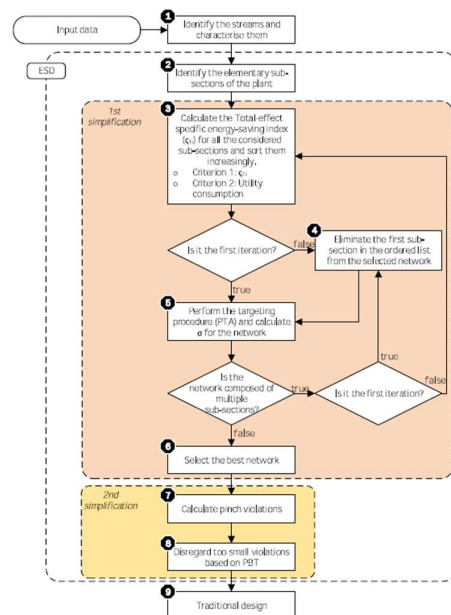 Input data
1
Identify the streams and
characterise them
ESD
2
Identify the elementary sub-
sections of the plant
1st
simplification
3
Calculate the Total-effect
specific energy-saving index
for all the considered
sub-sections and sort them
increasingly.
o Criterion 1:
o Criterion 2: Utility
consumption
Is it the first iteration?
false
true
4
Eliminate the first sub-
section in the ordered list
from the selected network
5
Perform the targeting
procedure (PTA) and calculate
σ for the network
Is the
network composed of
multiple
sub-sections?
true
false
Is it the first iteration?
true
false
6
Select the best network
2nd
simplification
7
Calculate pinch violations
8
Disregard too small violations
based on PBT
9
Traditional design